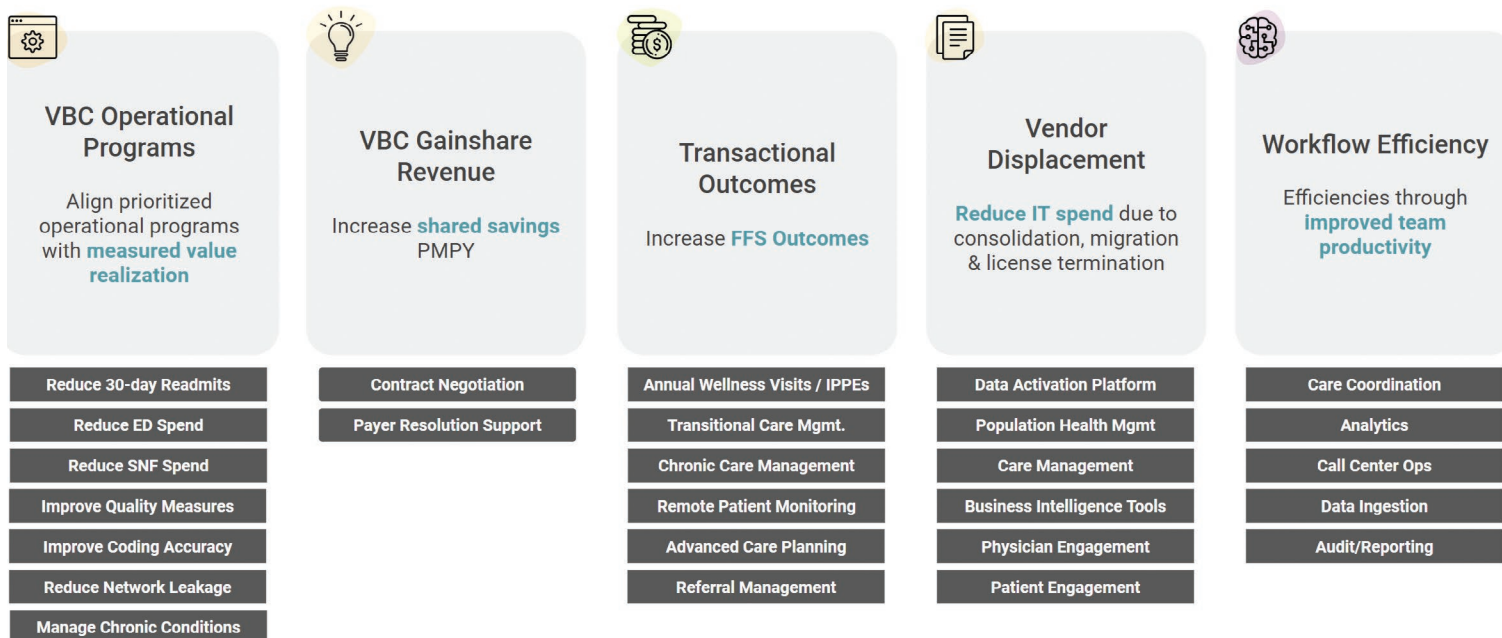 VBC Operational
Programs
Align prioritized
operational programs
with measured value
realization
Reduce 30-day Readmits
Reduce ED Spend
Reduce SNF Spend
Improve Quality Measures
Improve Coding Accuracy
Reduce Network Leakage
Manage Chronic Conditions
VBC Gainshare
Revenue
Increase shared savings
PMPY
Contract Negotiation
Payer Resolution Support
Transactional
Outcomes
Increase FFS Outcomes
Annual Wellness Visits / IPPEs
Transitional Care Mgmt.
Chronic Care Management
Remote Patient Monitoring
Advanced Care Planning
Referral Management
Vendor
Displacement
Reduce IT spend due to
consolidation, migration
& license termination
Data Activation Platform
Population Health Mgmt
Care Management
Business Intelligence Tools
Physician Engagement
Patient Engagement
Workflow Efficiency
Efficiencies through
improved team
productivity
Care Coordination
Analytics
Call Center Ops
Data Ingestion
Audit/Reporting